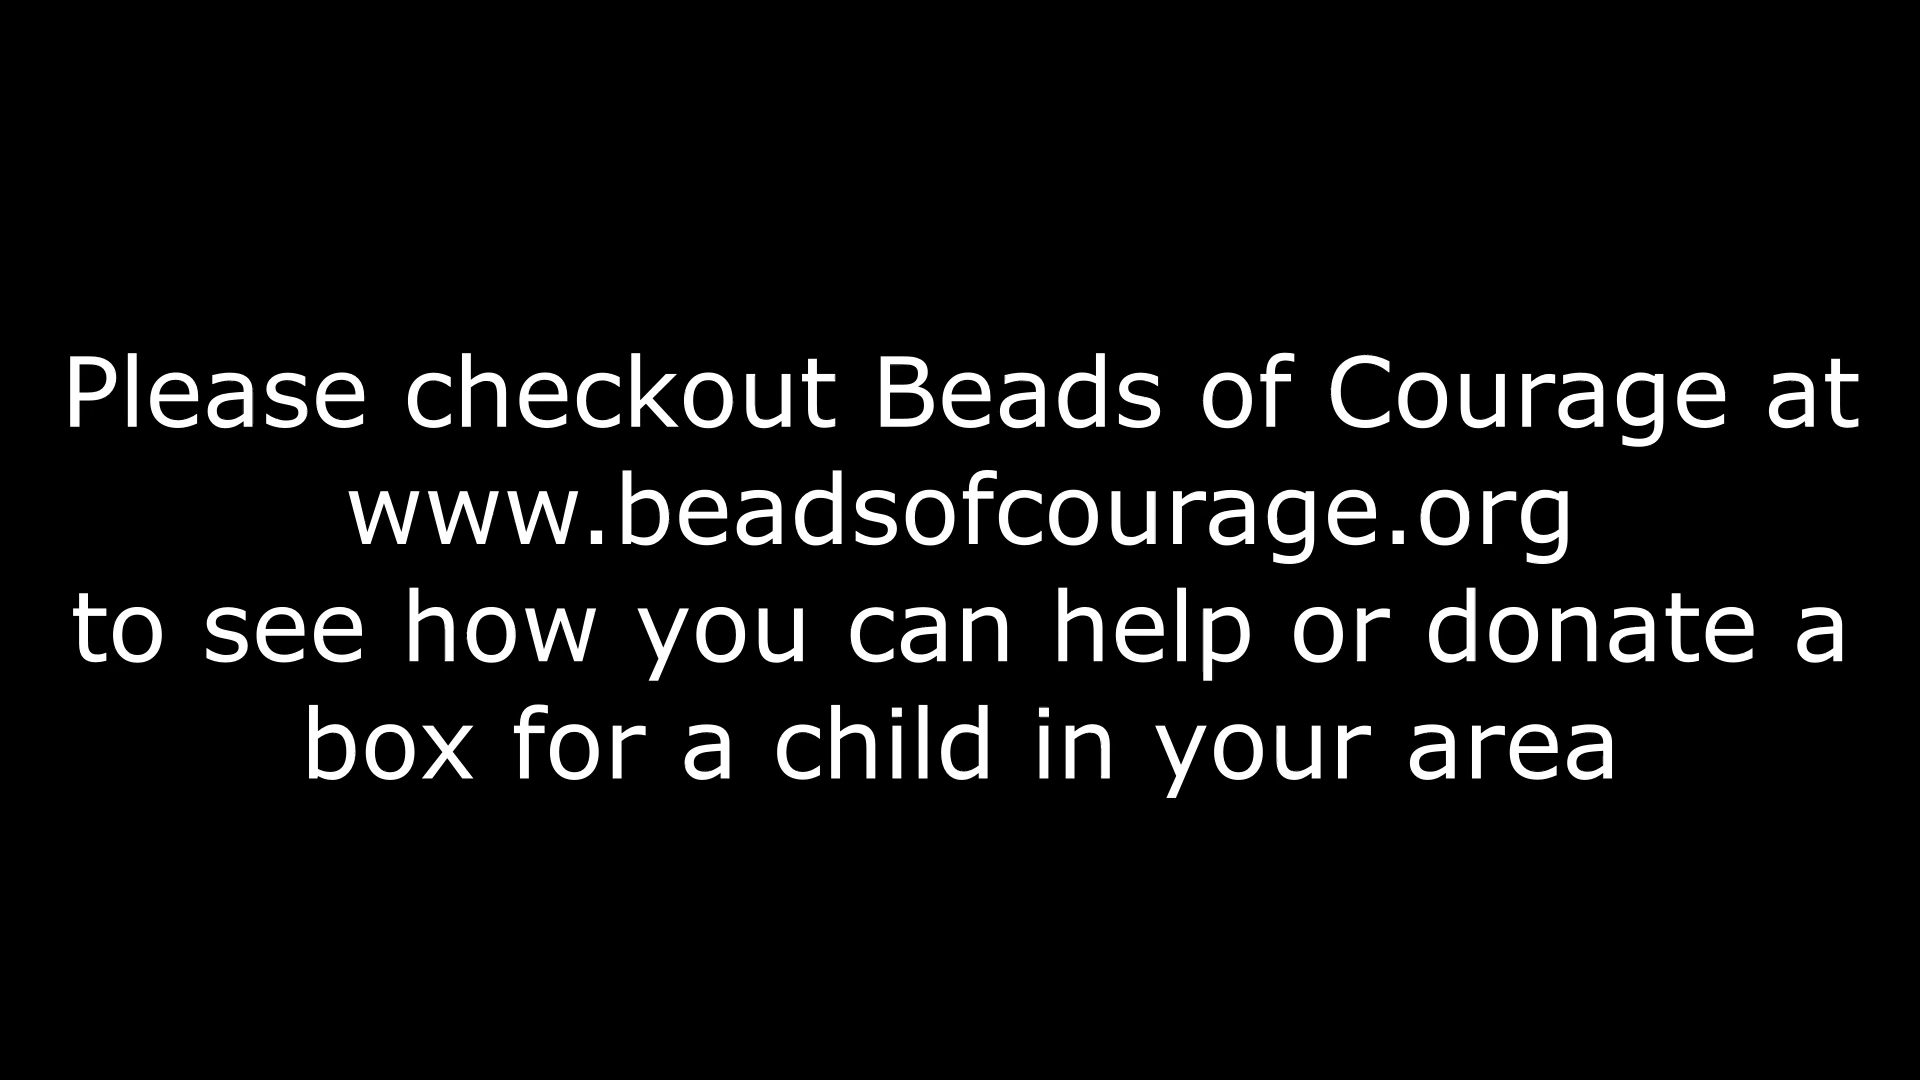 Please checkout Beads of Courage at
www.beadsofcourage.org
to see how you can help or donate a
box for a child in your area